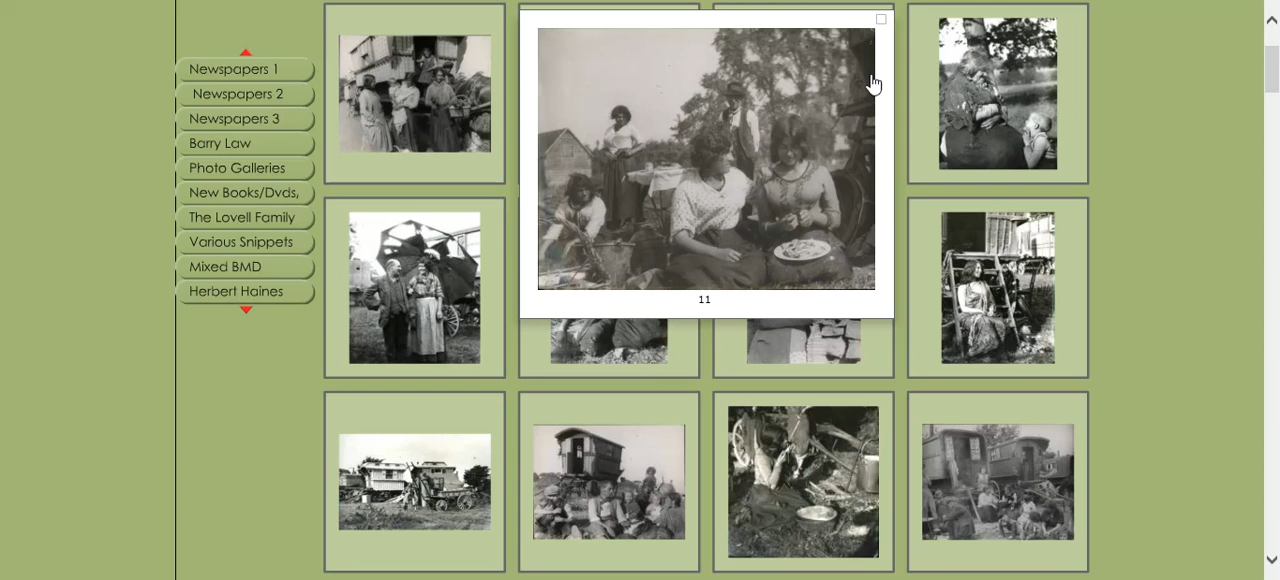 Newspapers 1
Newspapers 2
Newspapers 3
Barry Law
Photo Galleries
New Books/Dvds,
The Lovell Family
Various Snippets
Mixed BMD
Herbert Haines
11